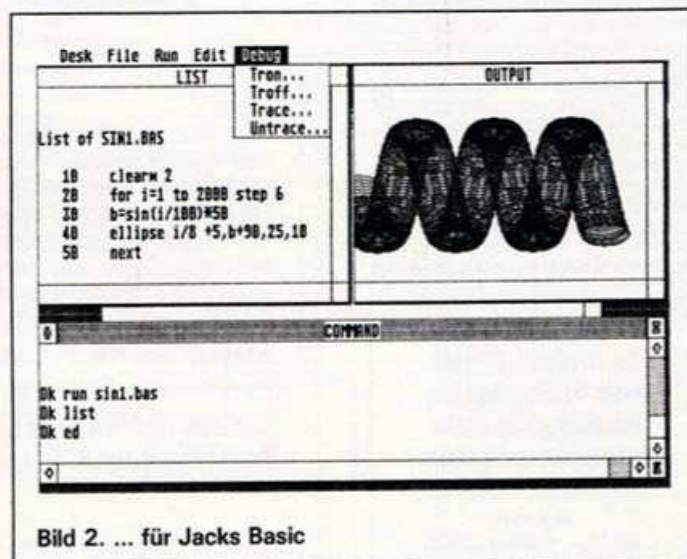 Desk File Run Edit Debug
LIST
Tron...
Troff...
Trace...
Untrace...
OUTPUT
List of SIN1.BAS
10 clearw 2
20 for i=1 to 2000 step 6
30 b=sin(i/100)*50
40 ellipse i/8 +5,b+90,25,10
50 next
COMMAND
Ok run sin1.bas
Ok list
Ok ed
Bild 2. ... für Jacks Basic